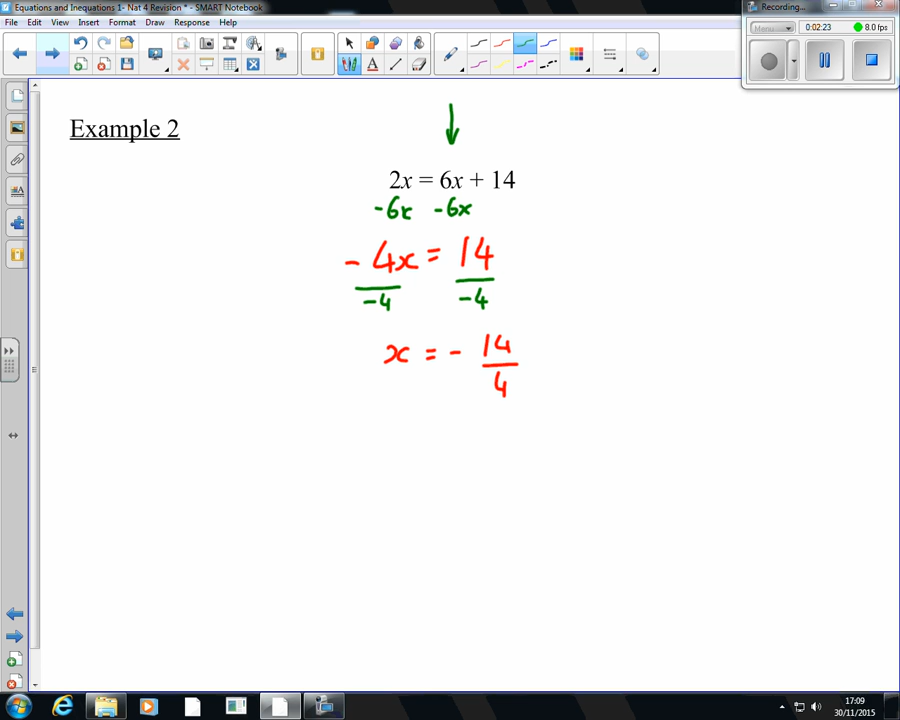 Equations and Inequations 1- Nat 4 Revision * - SMART Notebook
Recording...
File Edit View Insert Format Tools Draw Response Help
Menu
0:02:23
8.0 fps
Example 2
2x = 6x + 14
-6x -6x
- 4x = 14
-4 -4
x = - 14
4
17:09
30/11/2015